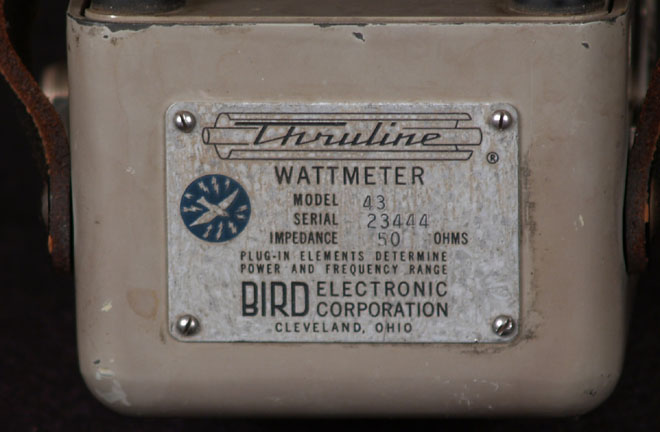 Thruline
®
WATTMETER
MODEL 43
SERIAL 23444
IMPEDANCE 50 OHMS
PLUG-IN ELEMENTS DETERMINE
POWER AND FREQUENCY RANGE
BIRD ELECTRONIC
CORPORATION
CLEVELAND, OHIO